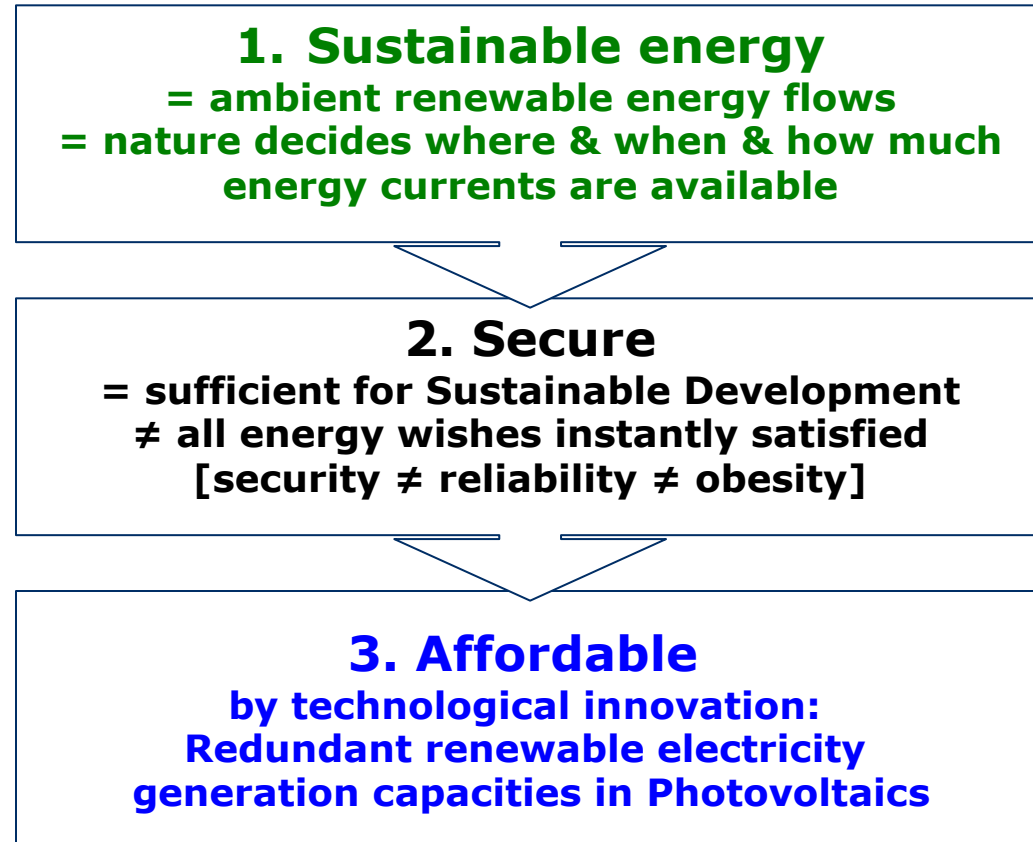 1. Sustainable energy
= ambient renewable energy flows
= nature decides where & when & how much
energy currents are available
2. Secure
= sufficient for Sustainable Development
≠ all energy wishes instantly satisfied
[security ≠ reliability ≠ obesity]
3. Affordable
by technological innovation:
Redundant renewable electricity
generation capacities in Photovoltaics